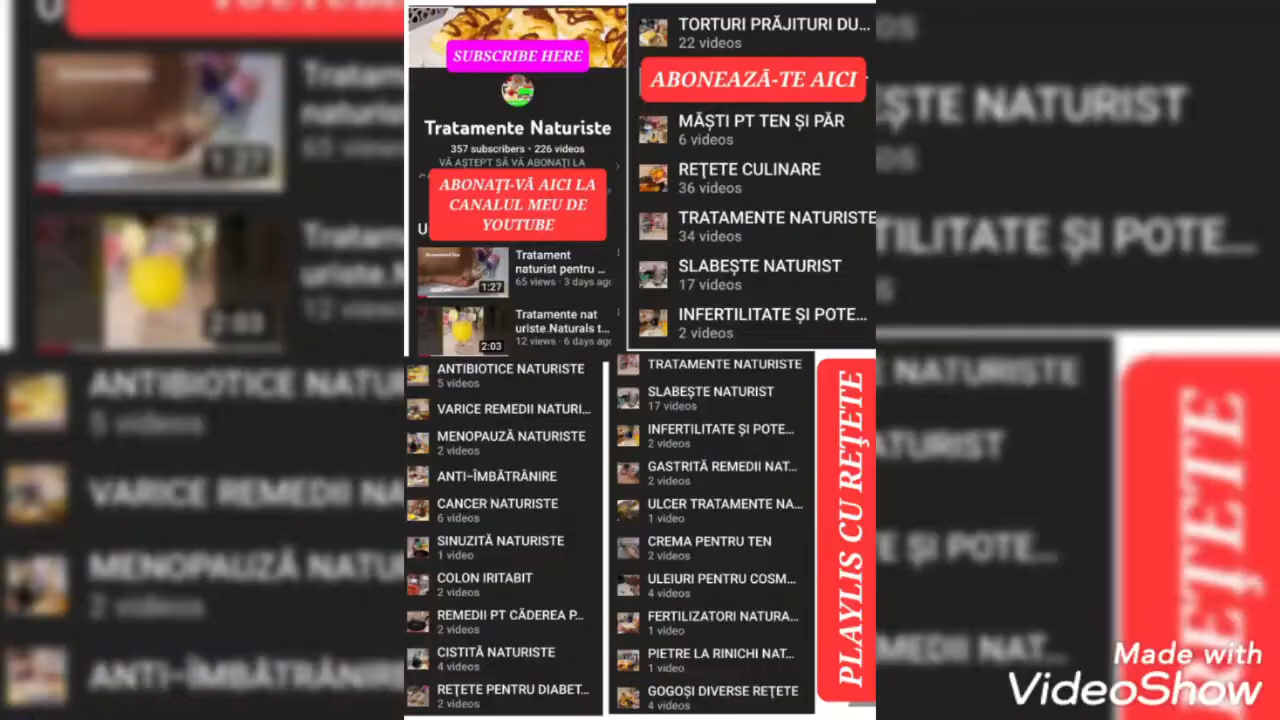 SUBSCRIBE HERE
Tratamente Naturiste
357 subscribers • 226 videos
VĂ AȘTEPT SĂ VĂ ABONAȚI LA
ABONAŢI-VĂ AICI LA
CANALUL MEU DE
YOUTUBE
U
Tratament
naturist pentru ...
65 views · 3 days ago
1:27
Tratamente nat
uriste.Naturals t...
12 views · 6 days ago
2:03
TORTURI PRĂJITURI DU...
22 videos
ABONEAZĂ-TE AICI
MĂȘTI PT TEN ȘI PĂR
6 videos
REŢETE CULINARE
36 videos
TRATAMENTE NATURISTE
34 videos
SLABEȘTE NATURIST
17 videos
INFERTILITATE ȘI POTE...
2 videos
ANTIBIOTICE NATURISTE
5 videos
VARICE REMEDII NATURI...
MENOPAUZĂ NATURISTE
2 videos
ANTI-ÎMBĂTRÂNIRE
CANCER NATURISTE
6 videos
SINUZITĂ NATURISTE
1 video
COLON IRITABIT
2 videos
REMEDII PT CĂDEREA P...
2 videos
CISTITĂ NATURISTE
4 videos
REŢETE PENTRU DIABET...
2 videos
TRATAMENTE NATURISTE
SLABEȘTE NATURIST
17 videos
INFERTILITATE ȘI POTE...
2 videos
GASTRITĂ REMEDII NAT...
2 videos
ULCER TRATAMENTE NA...
1 video
CREMA PENTRU TEN
2 videos
ULEIURI PENTRU COSM...
4 videos
FERTILIZATORI NATURA...
1 video
PIETRE LA RINICHI NAT...
1 video
GOGOȘI DIVERSE REŢETE
4 videos
PLAYLIS CU REŢETE
Made with
VideoShow